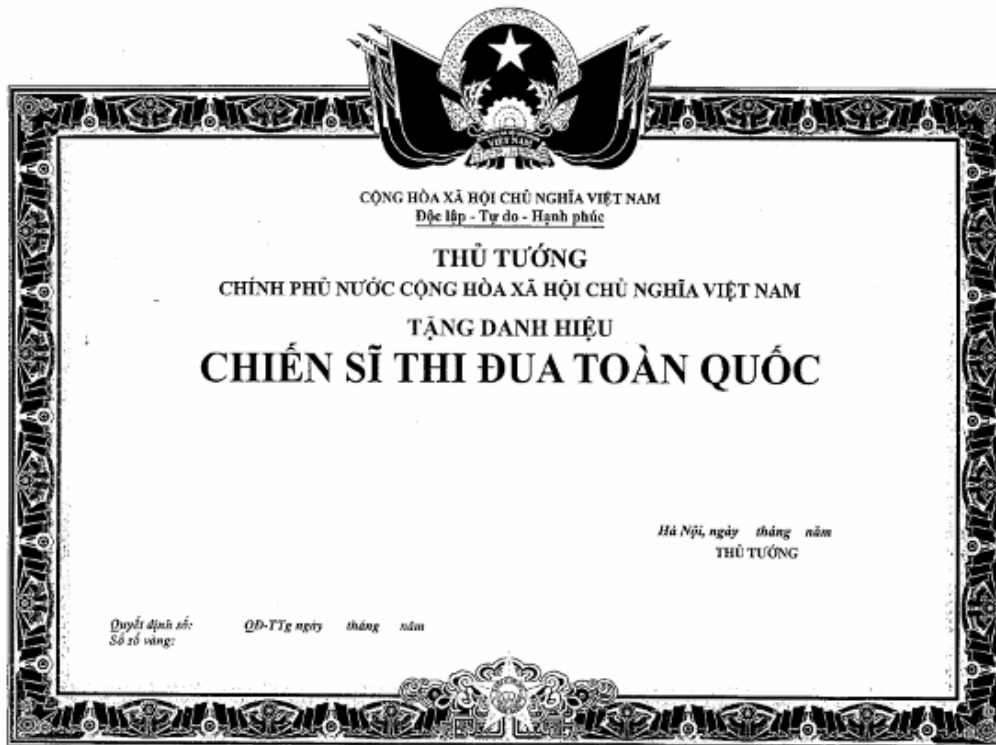 VIỆT NAM
CỘNG HÒA XÃ HỘI CHỦ NGHĨA VIỆT NAM
Độc lập - Tự do - Hạnh phúc
THỦ TƯỚNG
CHÍNH PHỦ NƯỚC CỘNG HÒA XÃ HỘI CHỦ NGHĨA VIỆT NAM
TẶNG DANH HIỆU
CHIẾN SĨ THI ĐUA TOÀN QUỐC
Hà Nội, ngày tháng năm
THỦ TƯỚNG
Quyết định số: QĐ-TTg ngày tháng năm
Số sổ vàng: